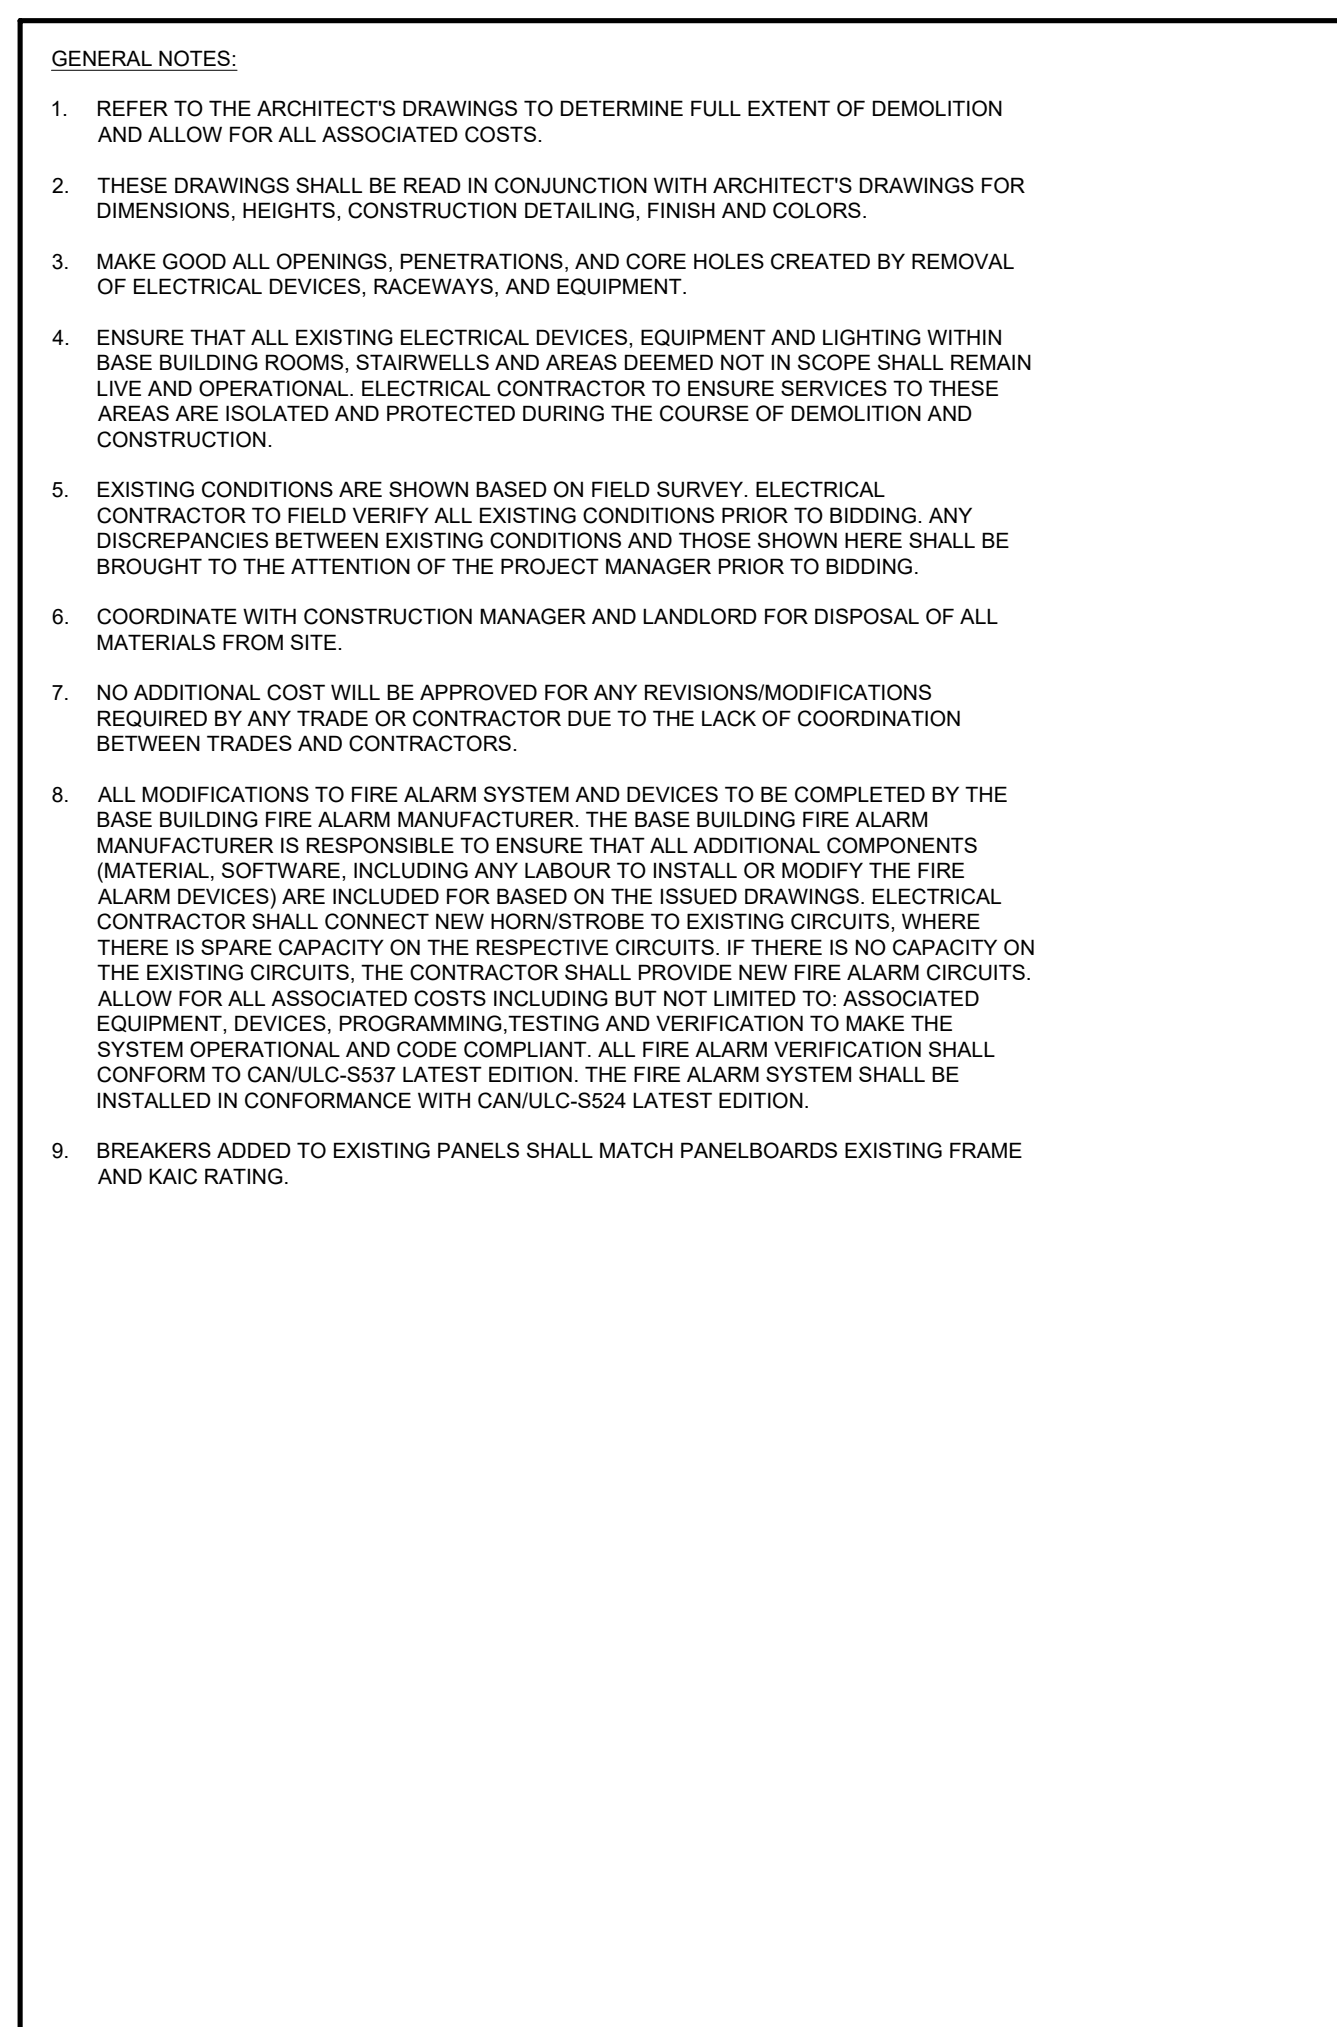 GENERAL NOTES:
1. REFER TO THE ARCHITECT'S DRAWINGS TO DETERMINE FULL EXTENT OF DEMOLITION
AND ALLOW FOR ALL ASSOCIATED COSTS.
2. THESE DRAWINGS SHALL BE READ IN CONJUNCTION WITH ARCHITECT'S DRAWINGS FOR
DIMENSIONS, HEIGHTS, CONSTRUCTION DETAILING, FINISH AND COLORS.
3. MAKE GOOD ALL OPENINGS, PENETRATIONS, AND CORE HOLES CREATED BY REMOVAL
OF ELECTRICAL DEVICES, RACEWAYS, AND EQUIPMENT.
4. ENSURE THAT ALL EXISTING ELECTRICAL DEVICES, EQUIPMENT AND LIGHTING WITHIN
BASE BUILDING ROOMS, STAIRWELLS AND AREAS DEEMED NOT IN SCOPE SHALL REMAIN
LIVE AND OPERATIONAL. ELECTRICAL CONTRACTOR TO ENSURE SERVICES TO THESE
AREAS ARE ISOLATED AND PROTECTED DURING THE COURSE OF DEMOLITION AND
CONSTRUCTION.
5. EXISTING CONDITIONS ARE SHOWN BASED ON FIELD SURVEY. ELECTRICAL
CONTRACTOR TO FIELD VERIFY ALL EXISTING CONDITIONS PRIOR TO BIDDING. ANY
DISCREPANCIES BETWEEN EXISTING CONDITIONS AND THOSE SHOWN HERE SHALL BE
BROUGHT TO THE ATTENTION OF THE PROJECT MANAGER PRIOR TO BIDDING.
6. COORDINATE WITH CONSTRUCTION MANAGER AND LANDLORD FOR DISPOSAL OF ALL
MATERIALS FROM SITE.
7. NO ADDITIONAL COST WILL BE APPROVED FOR ANY REVISIONS/MODIFICATIONS
REQUIRED BY ANY TRADE OR CONTRACTOR DUE TO THE LACK OF COORDINATION
BETWEEN TRADES AND CONTRACTORS.
8. ALL MODIFICATIONS TO FIRE ALARM SYSTEM AND DEVICES TO BE COMPLETED BY THE
BASE BUILDING FIRE ALARM MANUFACTURER. THE BASE BUILDING FIRE ALARM
MANUFACTURER IS RESPONSIBLE TO ENSURE THAT ALL ADDITIONAL COMPONENTS
(MATERIAL, SOFTWARE, INCLUDING ANY LABOUR TO INSTALL OR MODIFY THE FIRE
ALARM DEVICES) ARE INCLUDED FOR BASED ON THE ISSUED DRAWINGS. ELECTRICAL
CONTRACTOR SHALL CONNECT NEW HORN/STROBE TO EXISTING CIRCUITS, WHERE
THERE IS SPARE CAPACITY ON THE RESPECTIVE CIRCUITS. IF THERE IS NO CAPACITY ON
THE EXISTING CIRCUITS, THE CONTRACTOR SHALL PROVIDE NEW FIRE ALARM CIRCUITS.
ALLOW FOR ALL ASSOCIATED COSTS INCLUDING BUT NOT LIMITED TO: ASSOCIATED
EQUIPMENT, DEVICES, PROGRAMMING,TESTING AND VERIFICATION TO MAKE THE
SYSTEM OPERATIONAL AND CODE COMPLIANT. ALL FIRE ALARM VERIFICATION SHALL
CONFORM TO CAN/ULC-S537 LATEST EDITION. THE FIRE ALARM SYSTEM SHALL BE
INSTALLED IN CONFORMANCE WITH CAN/ULC-S524 LATEST EDITION.
9. BREAKERS ADDED TO EXISTING PANELS SHALL MATCH PANELBOARDS EXISTING FRAME
AND KAIC RATING.